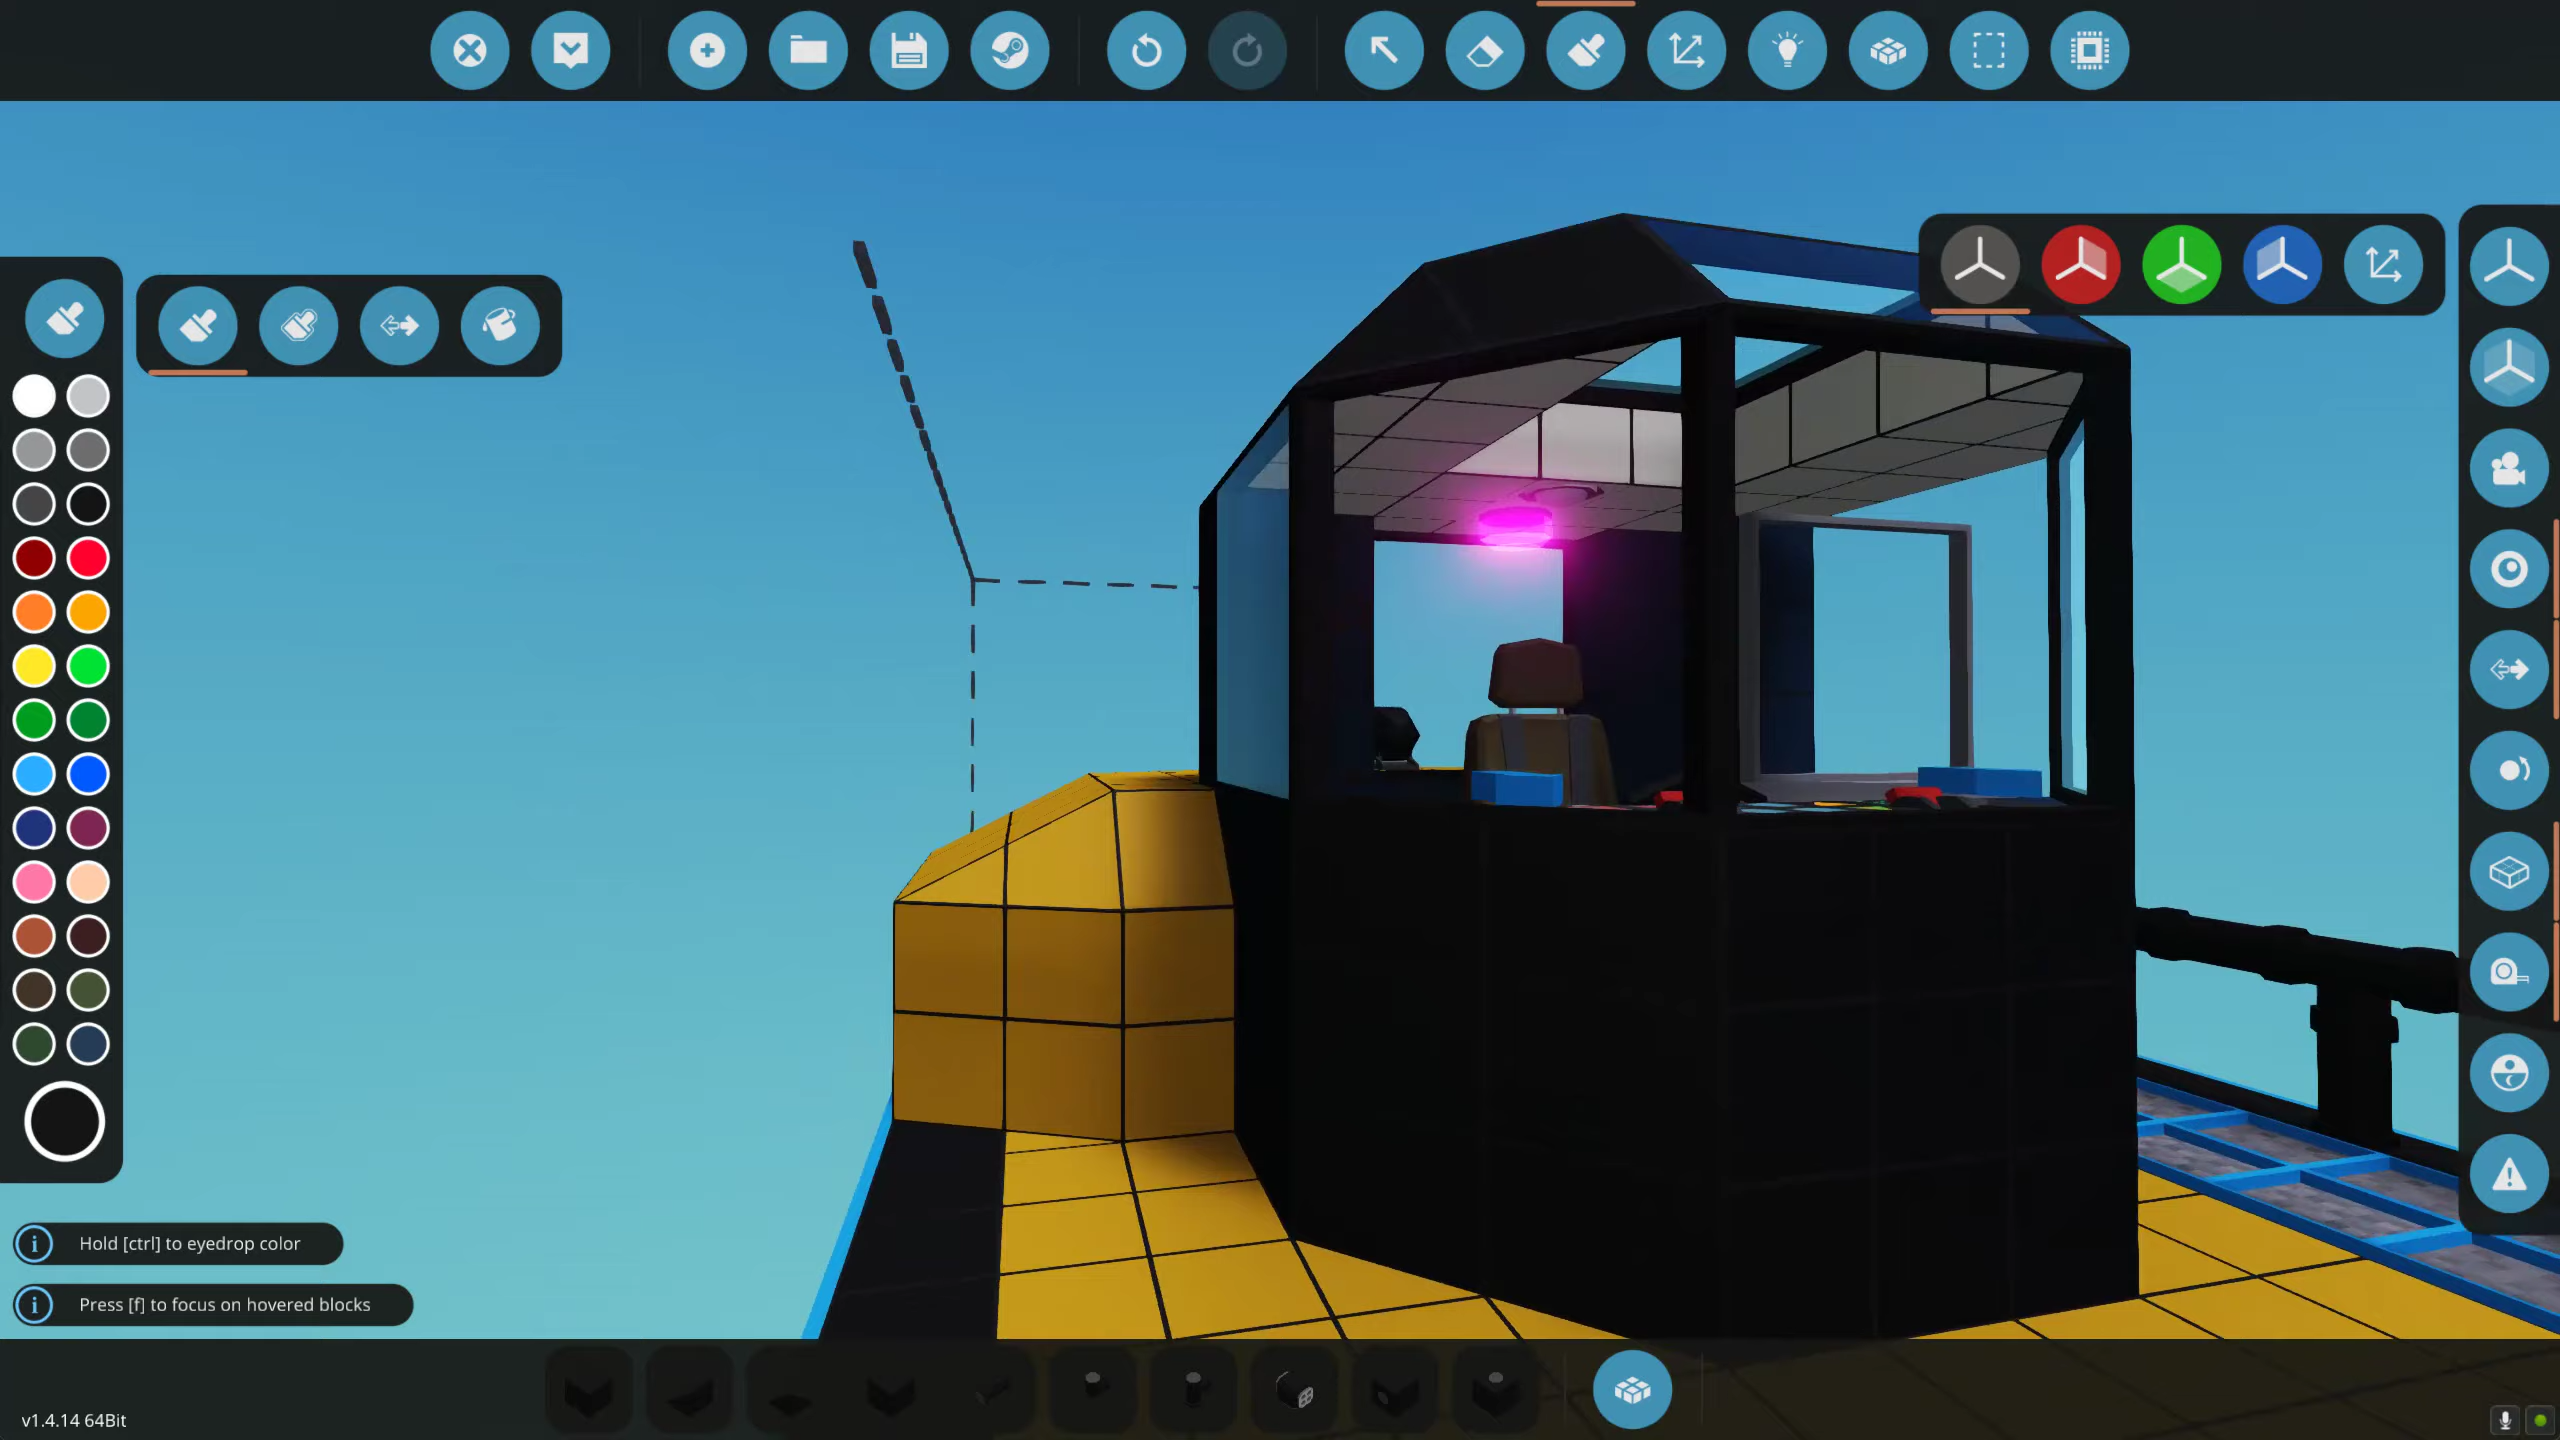 Hold [ctrl] to eyedrop color
Press [f] to focus on hovered blocks
v1.4.14 64Bit